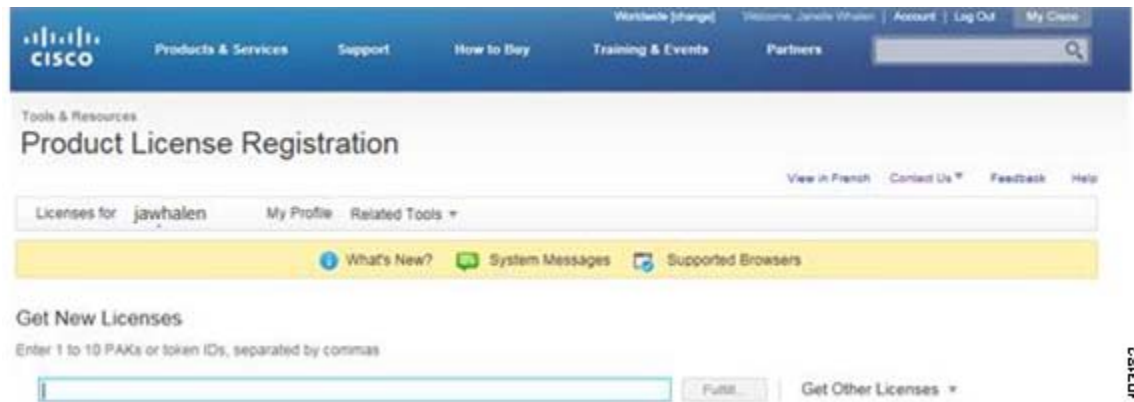 Worldwide [change] Welcome, Janelle Whalen | Account | Log Out My Cisco
CISCO Products & Services Support How to Buy Training & Events Partners
Tools & Resources
Product License Registration
View in French Contact Us Feedback Help
Licenses for jawhalen My Profile Related Tools
What's New? System Messages Supported Browsers
Get New Licenses
Enter 1 to 10 PAKs or token IDs, separated by commas
Fulfill... Get Other Licenses